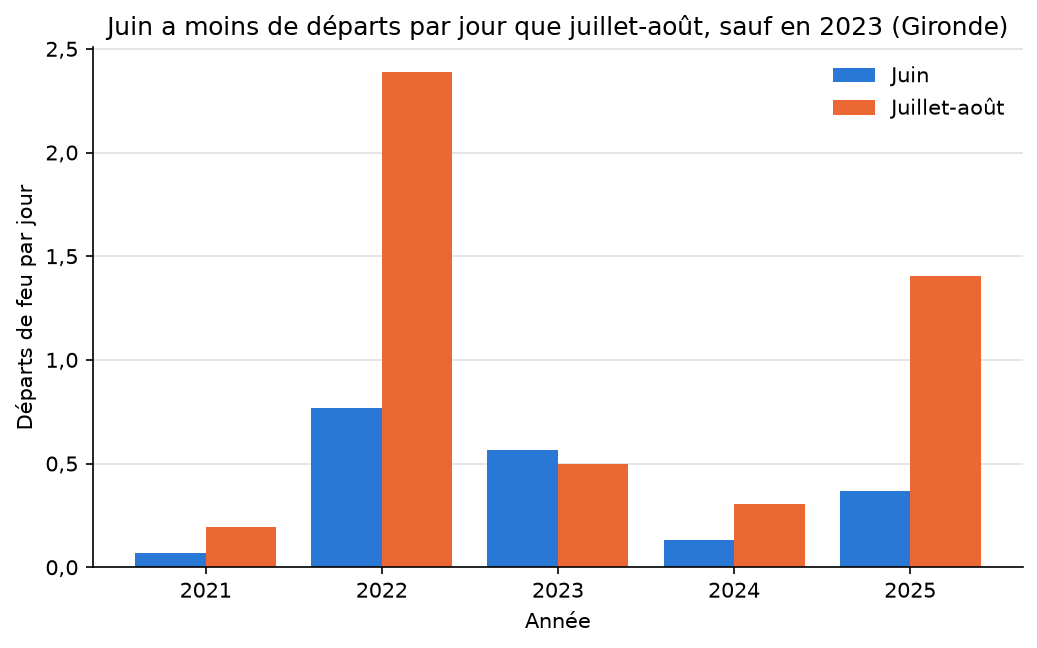 Juin a moins de départs par jour que juillet-août, sauf en 2023 (Gironde)
Juin
Juillet-août
Départs de feu par jour
2,5
2,0
1,5
1,0
0,5
0,0
2021 2022 2023 2024 2025
Année